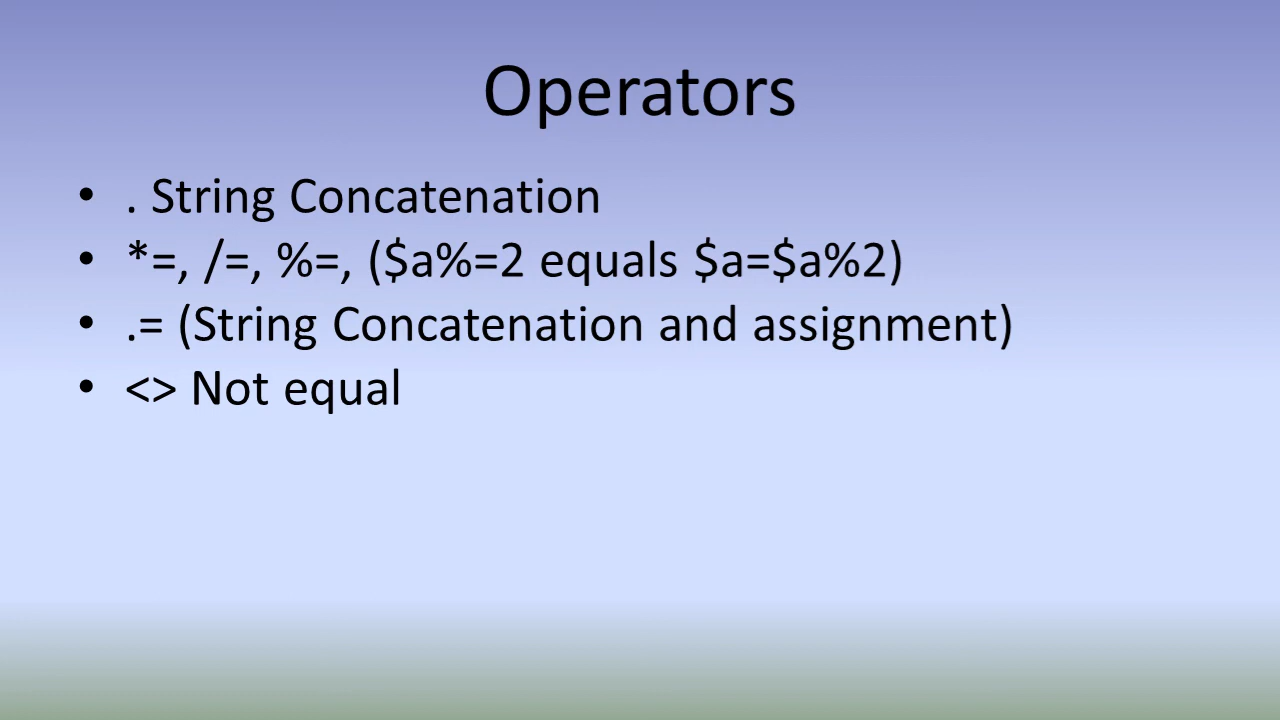 Operators
• . String Concatenation
• *=, /=, %=, ($a%=2 equals $a=$a%2)
• .= (String Concatenation and assignment)
• <> Not equal